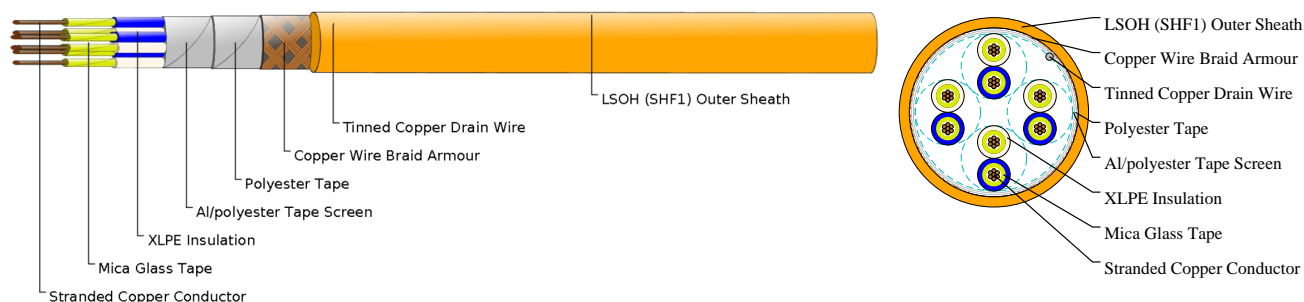 LSOH (SHF1) Outer Sheath
Tinned Copper Drain Wire
Copper Wire Braid Armour
Polyester Tape
Al/polyester Tape Screen
XLPE Insulation
Mica Glass Tape
Stranded Copper Conductor
LSOH (SHF1) Outer Sheath
Copper Wire Braid Armour
Tinned Copper Drain Wire
Polyester Tape
Al/polyester Tape Screen
XLPE Insulation
Mica Glass Tape
Stranded Copper Conductor